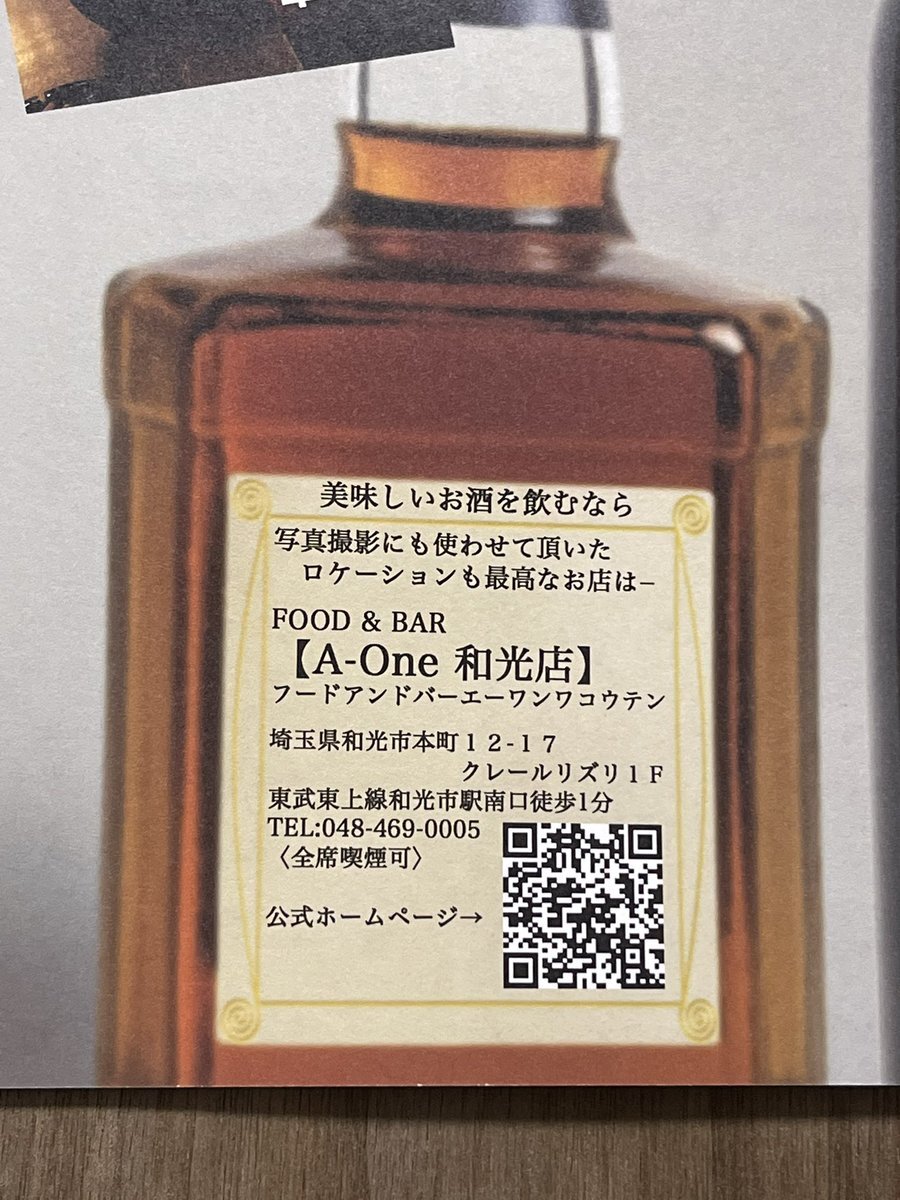 美味しいお酒を飲むなら
写真撮影にも使わせて頂いた
ロケーションも最高なお店は−
FOOD & BAR
【A-One 和光店】
フードアンドバーエーワンワコウテン
埼玉県和光市本町１２-１７
クレールリズリ１Ｆ
東武東上線和光市駅南口徒歩1分
TEL:048-469-0005
〈全席喫煙可〉
公式ホームページ→